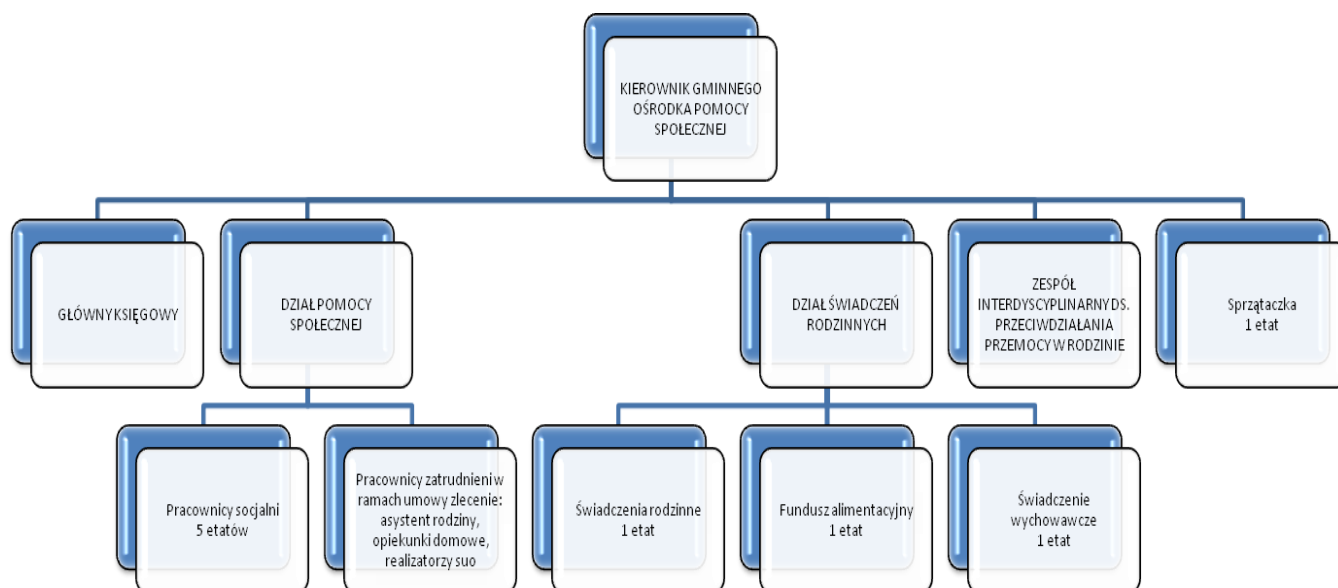 KIEROWNIK GMINNEGO
OŚRODKA POMOCY
SPOŁECZNEJ
GŁÓWNY KSIĘGOWY
DZIAŁ POMOCY
SPOŁECZNEJ
DZIAŁ ŚWIADCZEŃ
RODZINNYCH
ZESPÓŁ
INTERDYSCYPLINARNY DS.
PRZECIWDZIAŁANIA
PRZEMOCY W RODZINIE
Sprzątaczka
1 etat
Pracownicy socjalni
5 etatów
Pracownicy zatrudnieni w
ramach umowy zlecenie:
asystent rodziny,
opiekunki domowe,
realizatorzy suo
Świadczenia rodzinne
1 etat
Fundusz alimentacyjny
1 etat
Świadczenie
wychowawcze
1 etat